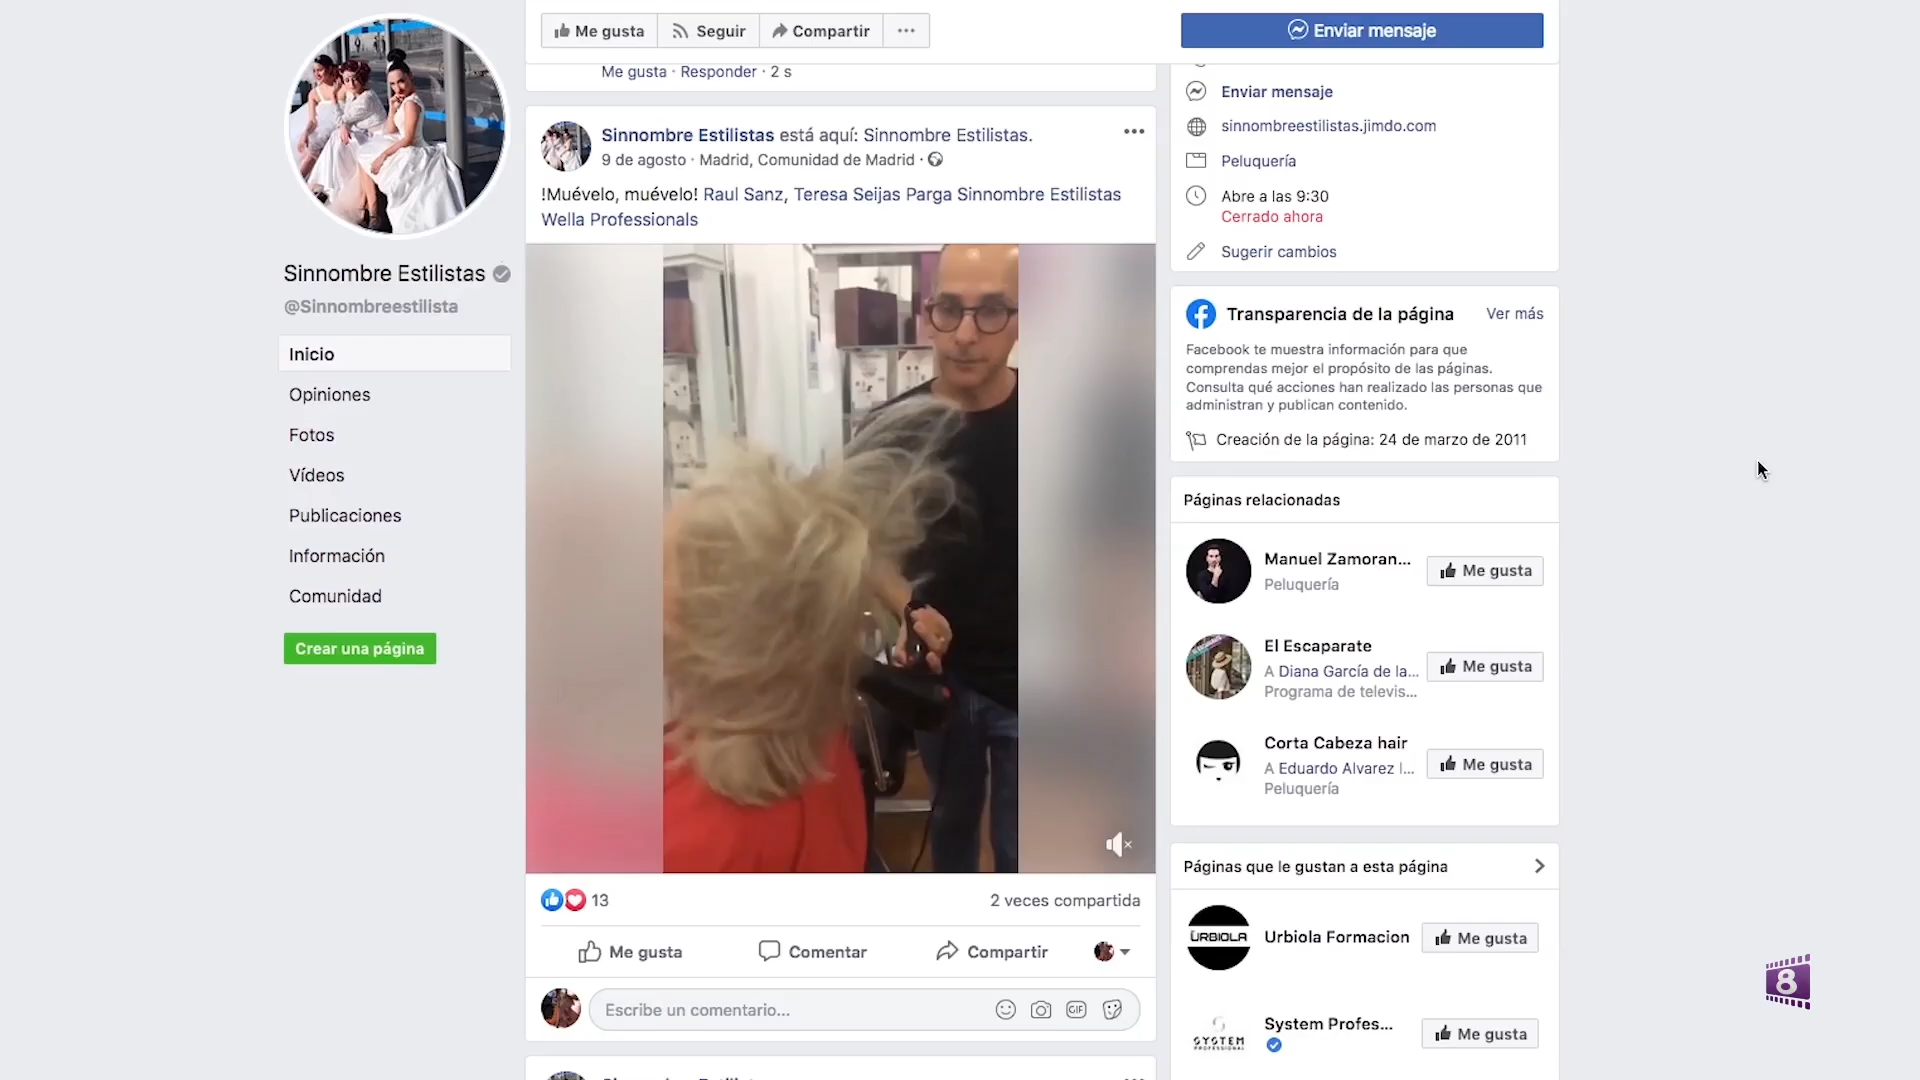 Me gusta
Seguir
Compartir
Enviar mensaje
Me gusta · Responder · 2 s
Sinnombre Estilistas
@Sinnombreestilista
Inicio
Opiniones
Fotos
Vídeos
Publicaciones
Información
Comunidad
Crear una página
Sinnombre Estilistas está aquí: Sinnombre Estilistas.
9 de agosto · Madrid, Comunidad de Madrid ·
!Muévelo, muévelo! Raul Sanz, Teresa Seijas Parga Sinnombre Estilistas
Wella Professionals
13
2 veces compartida
Me gusta
Comentar
Compartir
Escribe un comentario...
GIF
Enviar mensaje
sinnombreestilistas.jimdo.com
Peluquería
Abre a las 9:30
Cerrado ahora
Sugerir cambios
Transparencia de la página
Ver más
Facebook te muestra información para que
comprendas mejor el propósito de las páginas.
Consulta qué acciones han realizado las personas que
administran y publican contenido.
Creación de la página: 24 de marzo de 2011
Páginas relacionadas
Manuel Zamoran...
Peluquería
Me gusta
El Escaparate
A Diana García de la...
Programa de televis...
Me gusta
Corta Cabeza hair
A Eduardo Alvarez l...
Peluquería
Me gusta
Páginas que le gustan a esta página
URBIOLA
Urbiola Formacion
Me gusta
SYSTEM
PROFESSIONAL
System Profes...
Me gusta
8